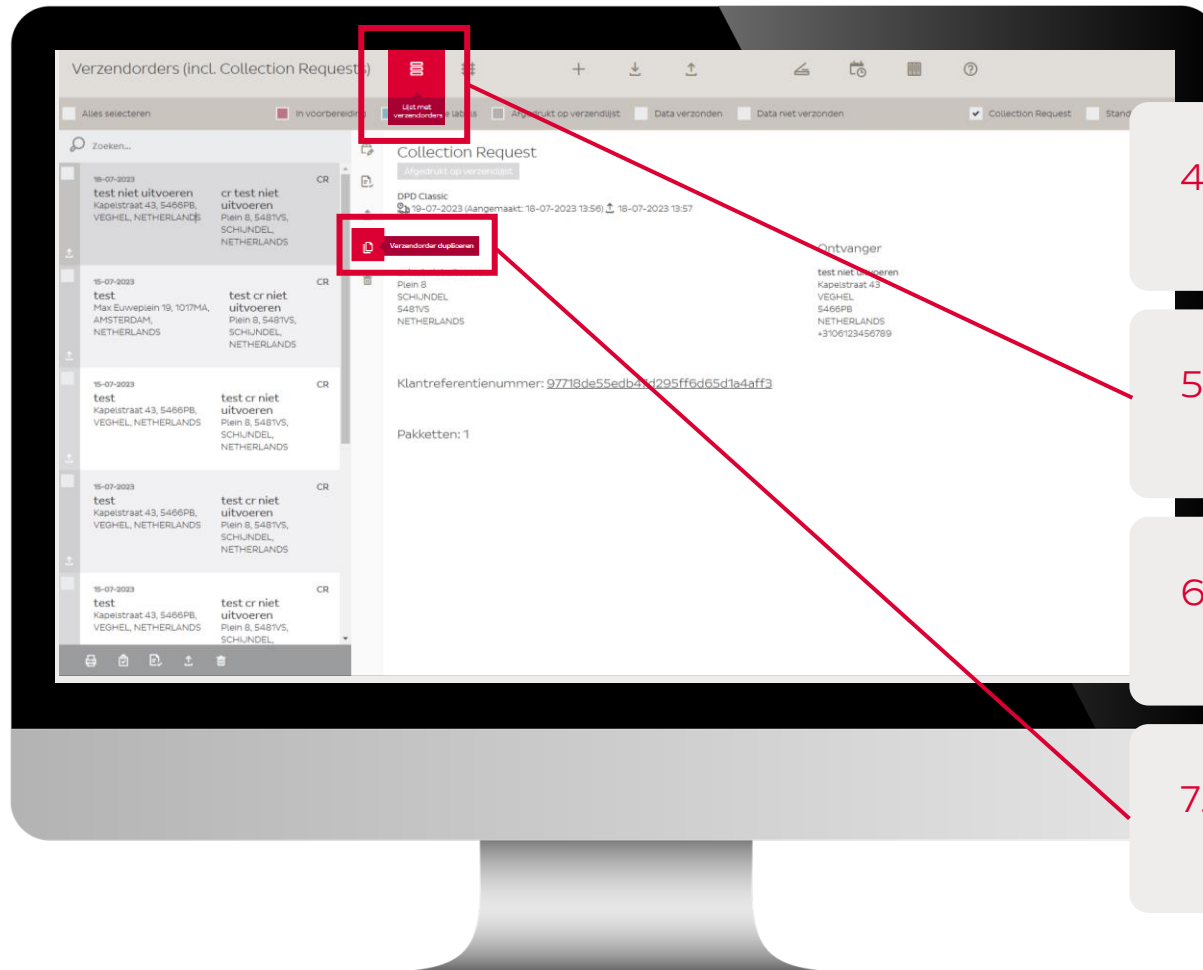 Verzendorders (incl. Collection Requests)
Lijst met
verzendorders
Alles selecteren
In voorbereiding
labels
Afgedrukt op verzendlijst
Data verzonden
Data niet verzonden
Collection Request
Stand
Zoeken...
18-07-2023
CR
test niet uitvoeren
Kapelstraat 43, 5466PB,
VEGHEL, NETHERLANDS
cr test niet
uitvoeren
Plein 8, 5481VS,
SCHIJNDEL,
NETHERLANDS
15-07-2023
CR
test
Max Euweplein 19, 1017MA,
AMSTERDAM,
NETHERLANDS
test cr niet
uitvoeren
Plein 8, 5481VS,
SCHIJNDEL,
NETHERLANDS
15-07-2023
CR
test
Kapelstraat 43, 5466PB,
VEGHEL, NETHERLANDS
test cr niet
uitvoeren
Plein 8, 5481VS,
SCHIJNDEL,
NETHERLANDS
15-07-2023
CR
test
Kapelstraat 43, 5466PB,
VEGHEL, NETHERLANDS
test cr niet
uitvoeren
Plein 8, 5481VS,
SCHIJNDEL,
NETHERLANDS
15-07-2023
CR
test
Kapelstraat 43, 5466PB,
VEGHEL, NETHERLANDS
test cr niet
uitvoeren
Plein 8, 5481VS,
SCHIJNDEL,
Collection Request
Afgedrukt op verzendlijst
DPD Classic
19-07-2023 (Aangemaakt: 18-07-2023 13:56) 18-07-2023 13:57
Verzendorder dupliceren
Plein 8
SCHIJNDEL
5481VS
NETHERLANDS
Ontvanger
test niet uitvoeren
Kapelstraat 43
VEGHEL
5466PB
NETHERLANDS
+3106123456789
Klantreferentienummer:
Pakketten: 1
4
5
6
7.